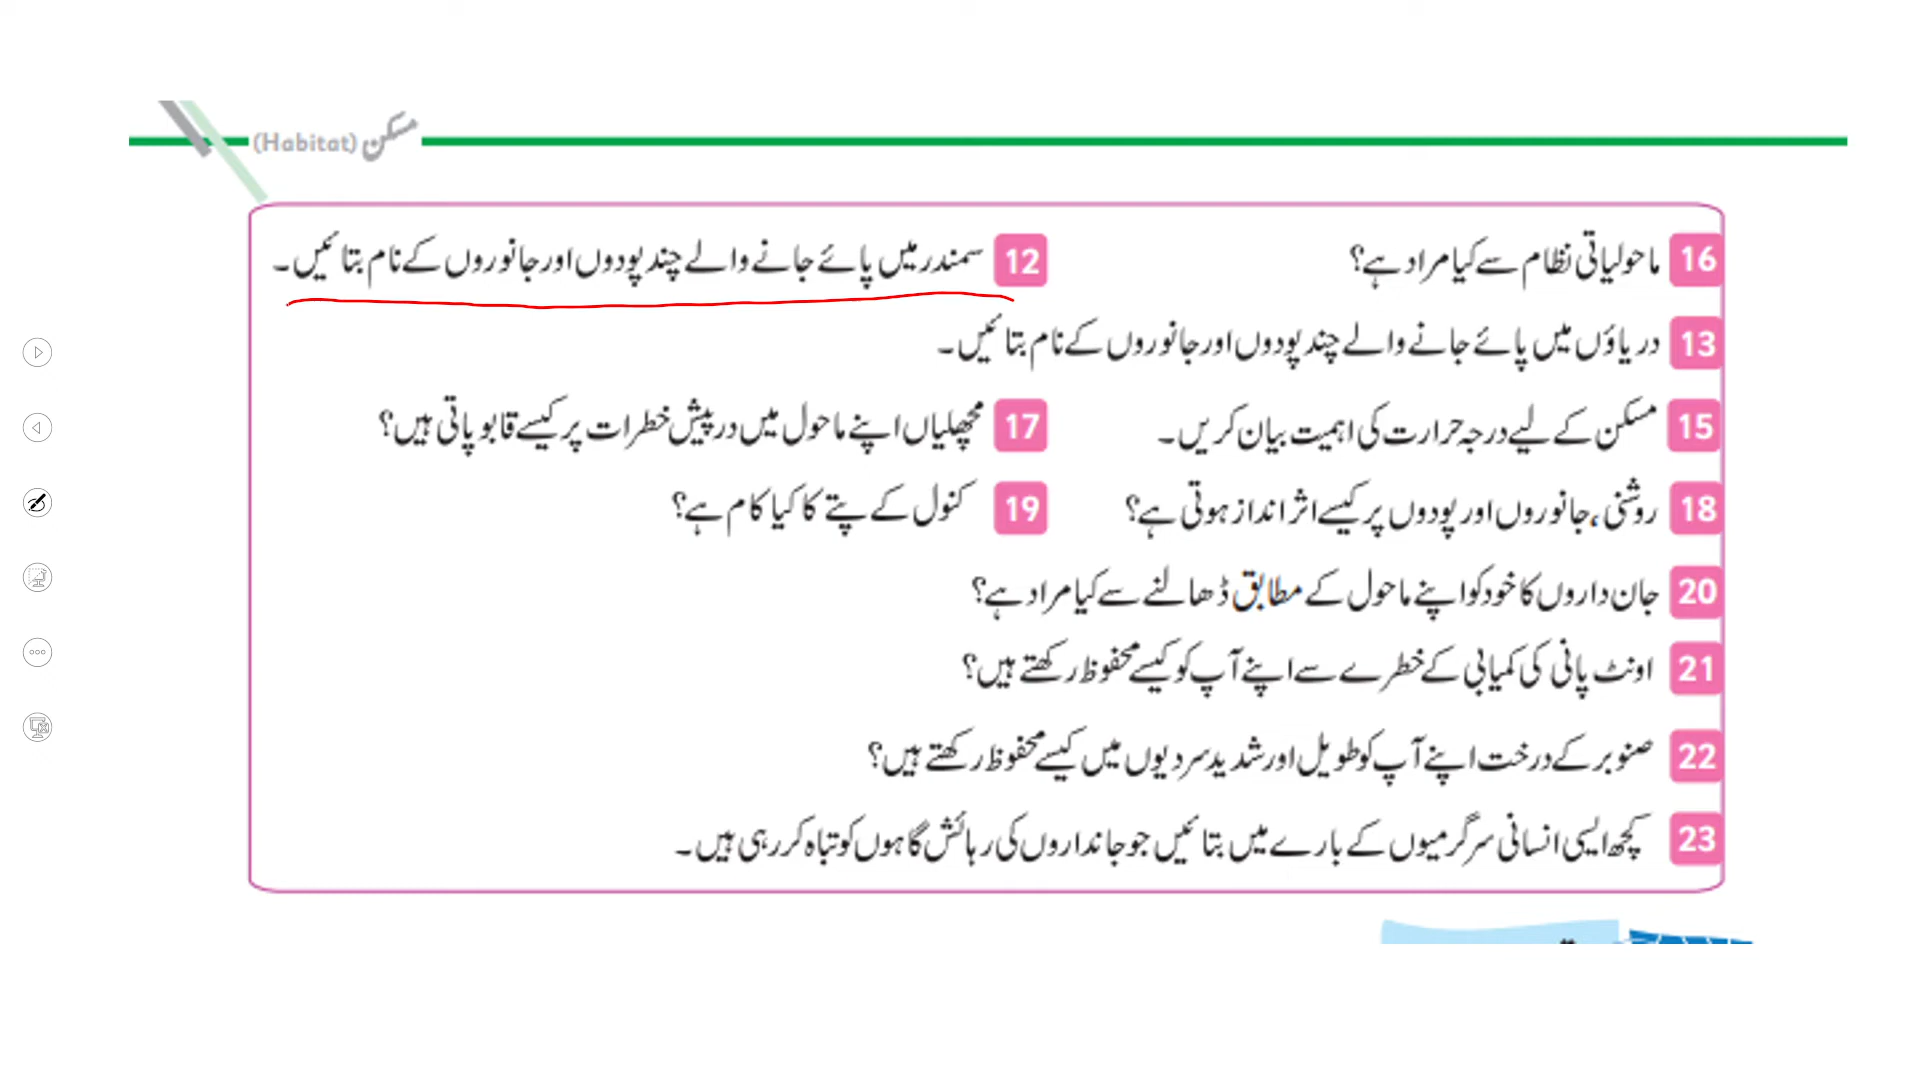 مسکن (Habitat)
16 ماحولیاتی نظام سے کیا مراد ہے؟ 12 سمندر میں پائے جانے والے چند پودوں اور جانوروں کے نام بتائیں۔
13 دریاؤں میں پائے جانے والے چند پودوں اور جانوروں کے نام بتائیں۔
15 مسکن کے لیے درجہ حرارت کی اہمیت بیان کریں۔ 17 مچھلیاں اپنے ماحول میں درپیش خطرات پر کیسے قابو پاتی ہیں؟
18 روشنی، جانوروں اور پودوں پر کیسے اثر انداز ہوتی ہے؟ 19 کنول کے پتے کا کیا کام ہے؟
20 جان داروں کا خود کو اپنے ماحول کے مطابق ڈھالنے سے کیا مراد ہے؟
21 اونٹ پانی کی کمیابی کے خطرے سے اپنے آپ کو کیسے محفوظ رکھتے ہیں؟
22 صنوبر کے درخت اپنے آپ کو طویل اور شدید سردیوں میں کیسے محفوظ رکھتے ہیں؟
23 کچھ ایسی انسانی سرگرمیوں کے بارے میں بتائیں جو جانداروں کی رہائش گاہوں کو تباہ کر رہی ہیں۔